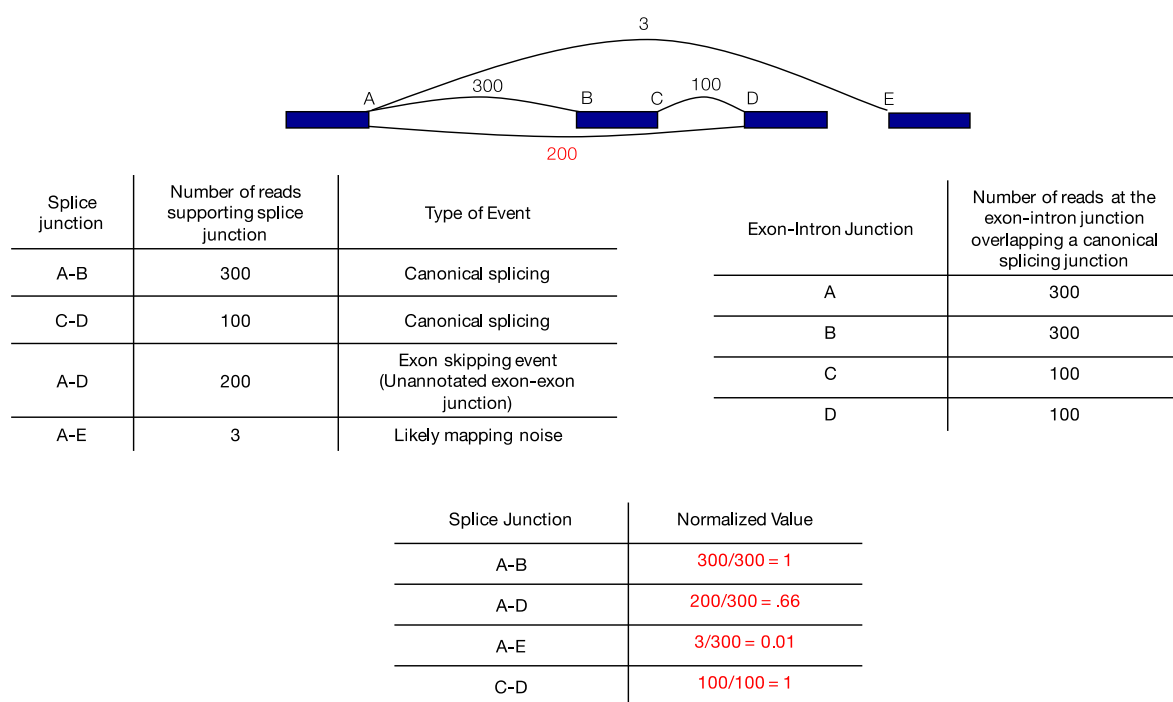 3
A
300
B
C
100
D
E
200
Splice
junction
Number of reads
supporting splice
junction
Type of Event
A-B
300
Canonical splicing
C-D
100
Canonical splicing
A-D
200
Exon skipping event
(Unannotated exon-exon
junction)
A-E
3
Likely mapping noise
Exon-Intron Junction
Number of reads at the
exon-intron junction
overlapping a canonical
splicing junction
A
300
B
300
C
100
D
100
Splice Junction
Normalized Value
A-B
300/300 = 1
A-D
200/300 = .66
A-E
3/300 = 0.01
C-D
100/100 = 1